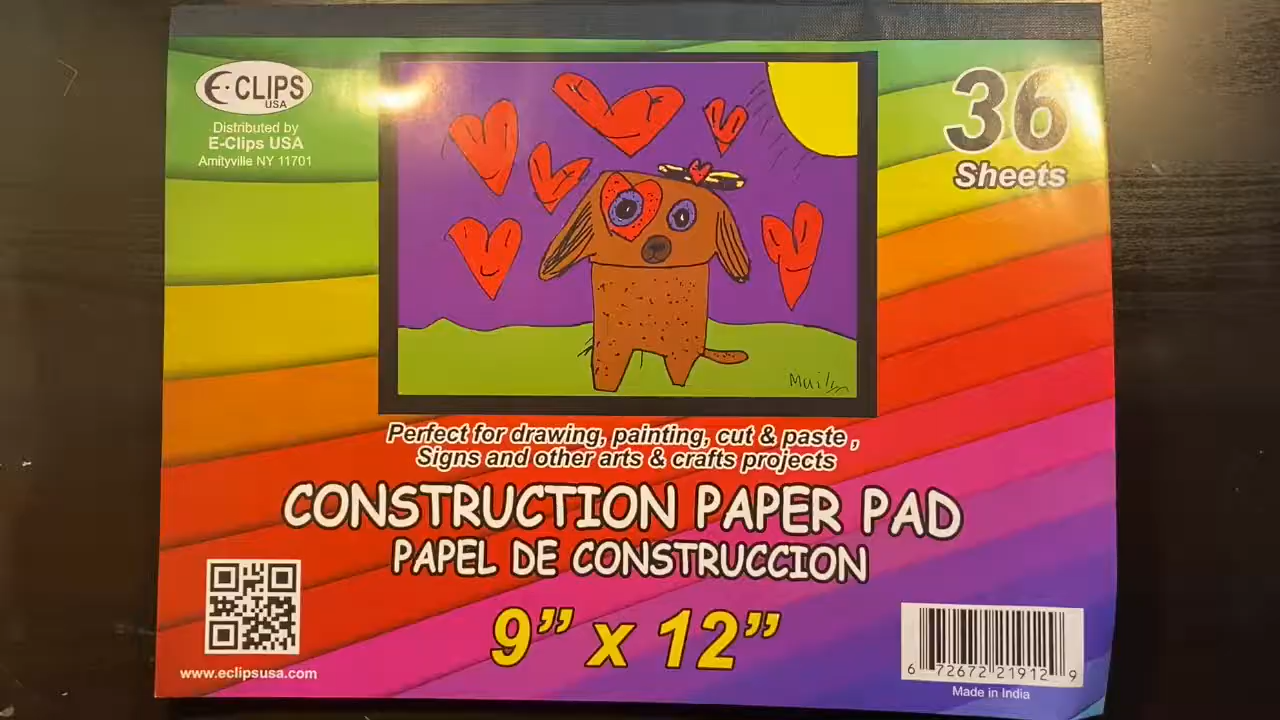 E·CLIPS
USA
Distributed by
E-Clips USA
Amityville NY 11701
36
Sheets
Perfect for drawing, painting, cut & paste ,
Signs and other arts & crafts projects
CONSTRUCTION PAPER PAD
PAPEL DE CONSTRUCCION
9” x 12”
www.eclipsusa.com
6 72672 21912 9
Made in India